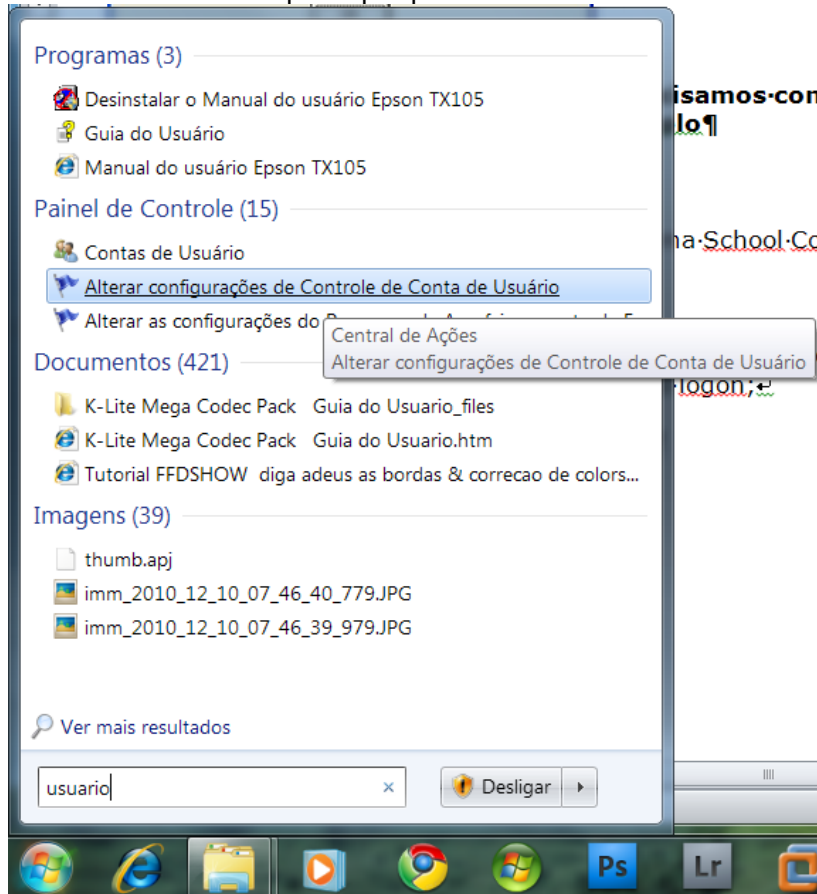 Programas (3)
Desinstalar o Manual do usuário Epson TX105
Guia do Usuário
Manual do usuário Epson TX105
Painel de Controle (15)
Contas de Usuário
Alterar configurações de Controle de Conta de Usuário
Alterar as configurações do
Central de Ações
Alterar configurações de Controle de Conta de Usuário
Documentos (421)
K-Lite Mega Codec Pack   Guia do Usuario_files
K-Lite Mega Codec Pack   Guia do Usuario.htm
Tutorial FFDSHOW  diga adeus as bordas & correcao de colors...
Imagens (39)
thumb.apj
imm_2010_12_10_07_46_40_779.JPG
imm_2010_12_10_07_46_39_979.JPG
Ver mais resultados
usuario
Desligar
isamos·con
lo¶
na·School·Co
·logon;↵
Ps
Lr